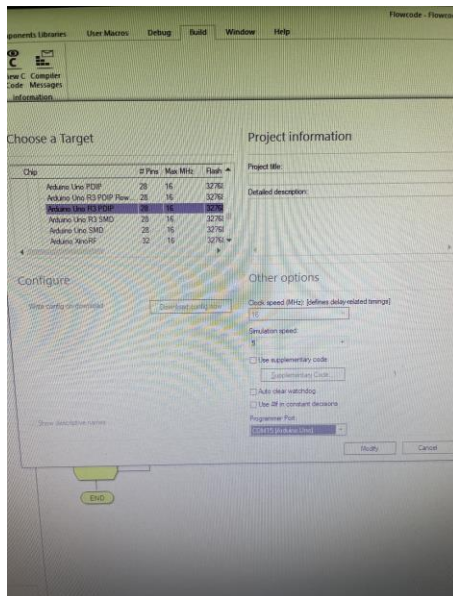 Flowcode - Flowco
ponents Libraries User Macros Debug Build Window Help
iew C Compiler
Code Messages
Information
Choose a Target
Project information
Chip # Pins Max MHz Flash
Arduino Uno PDIP 28 16 32768
Arduino Uno R3 PDIP Flow... 28 16 32768
Arduino Uno R3 PDIP 28 16 32768
Arduino Uno R3 SMD 28 16 32768
Arduino Uno SMD 28 16 32768
Arduino XinoRF 32 16 32768
Project title:
Detailed description:
Configure
Write config on download
Download config now
Show descriptive names
Other options
Clock speed (MHz): [defines delay-related timings]
16
Simulation speed:
Use supplementary code
Supplementary Code...
Auto clear watchdog
Use #if in constant decisions
Programmer Port:
COM15 (Arduino Uno)
Modify Cancel
END